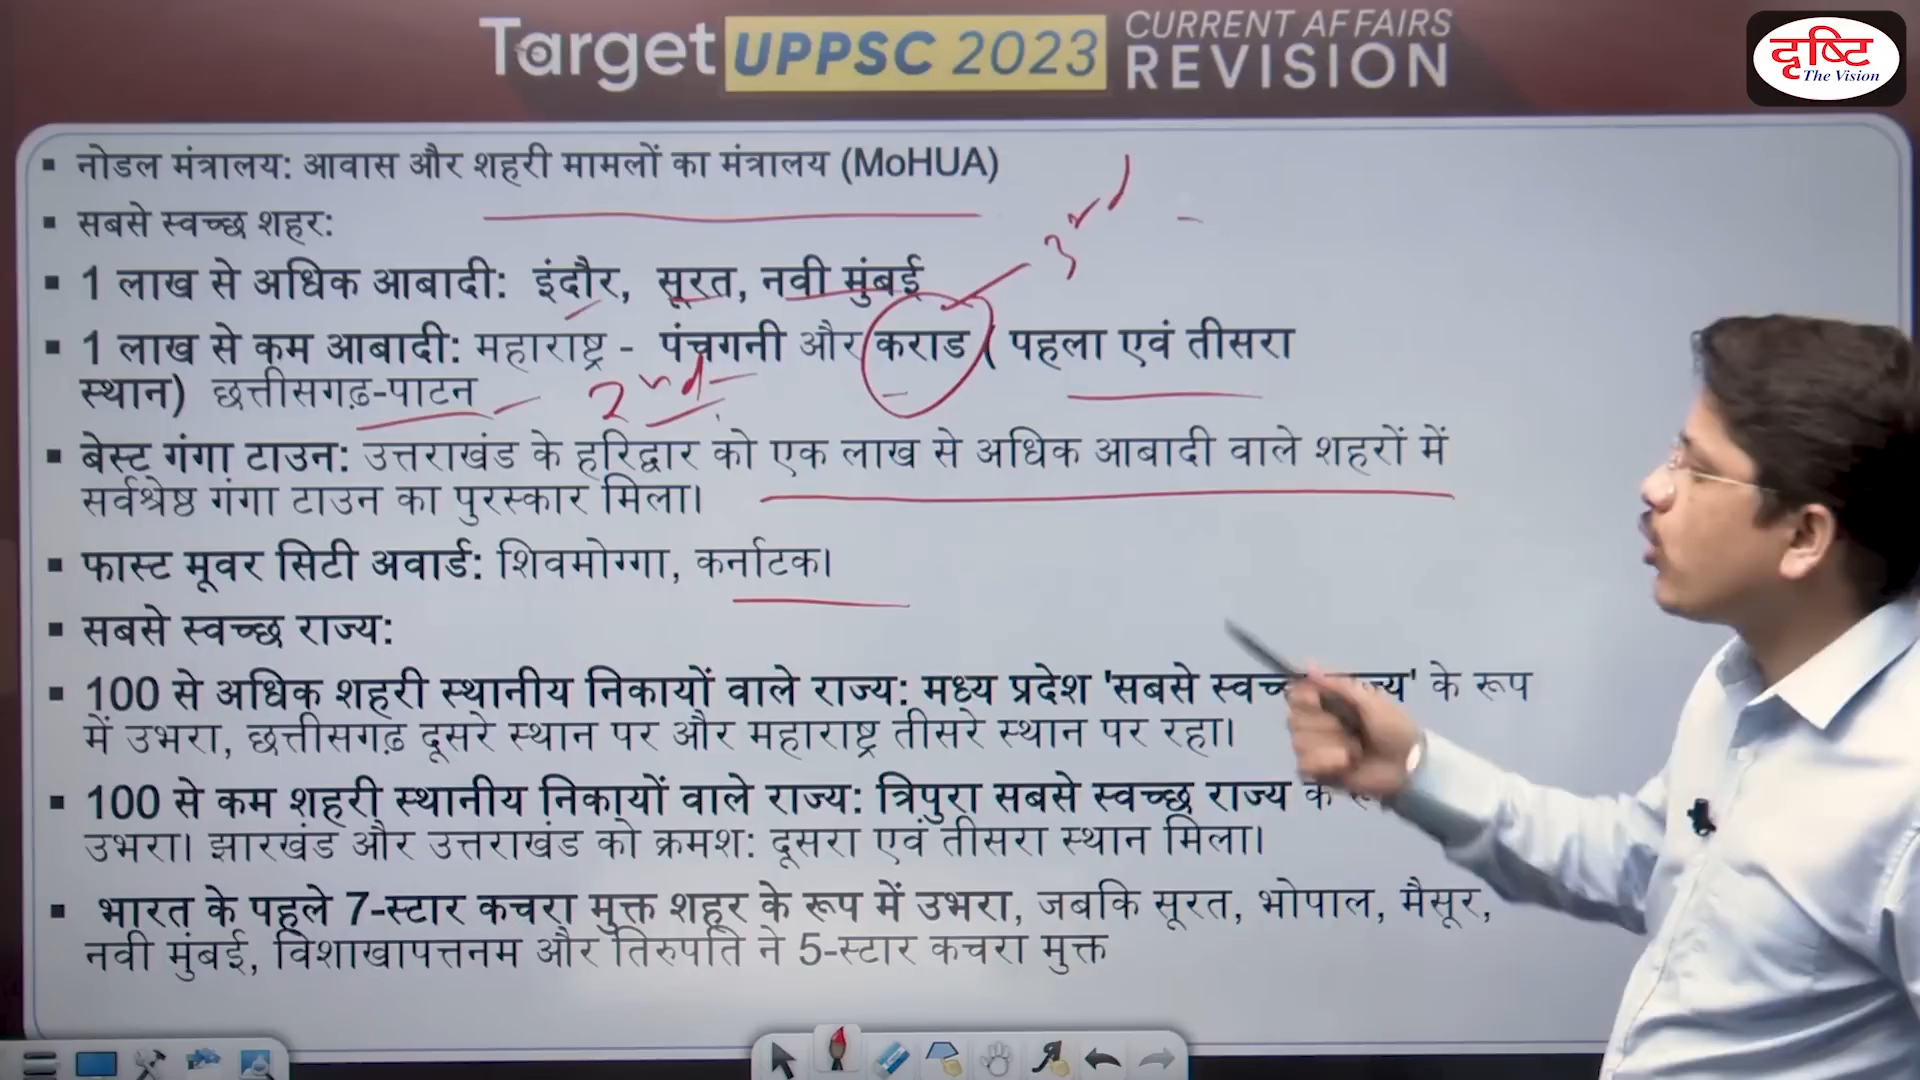 Target UPPSC 2023 CURRENT AFFAIRS REVISION
दृष्टि
The Vision
▪ नोडल मंत्रालय: आवास और शहरी मामलों का मंत्रालय (MoHUA)
▪ सबसे स्वच्छ शहर:
▪ 1 लाख से अधिक आबादी: इंदौर, सूरत, नवी मुंबई
3rd
▪ 1 लाख से कम आबादी: महाराष्ट्र - पंचगनी और कराड ( पहला एवं तीसरा
स्थान) छत्तीसगढ़-पाटन
2nd
▪ बेस्ट गंगा टाउन: उत्तराखंड के हरिद्वार को एक लाख से अधिक आबादी वाले शहरों में
सर्वश्रेष्ठ गंगा टाउन का पुरस्कार मिला।
▪ फास्ट मूवर सिटी अवार्ड: शिवमोग्गा, कर्नाटक।
▪ सबसे स्वच्छ राज्य:
▪ 100 से अधिक शहरी स्थानीय निकायों वाले राज्य: मध्य प्रदेश 'सबसे स्वच्छ राज्य' के रूप
में उभरा, छत्तीसगढ़ दूसरे स्थान पर और महाराष्ट्र तीसरे स्थान पर रहा।
▪ 100 से कम शहरी स्थानीय निकायों वाले राज्य: त्रिपुरा सबसे स्वच्छ राज्य
उभरा। झारखंड और उत्तराखंड को क्रमश: दूसरा एवं तीसरा स्थान मिला।
▪ भारत के पहले 7-स्टार कचरा मुक्त शहर के रूप में उभरा, जबकि सूरत, भोपाल, मैसूर,
नवी मुंबई, विशाखापत्तनम और तिरुपति ने 5-स्टार कचरा मुक्त